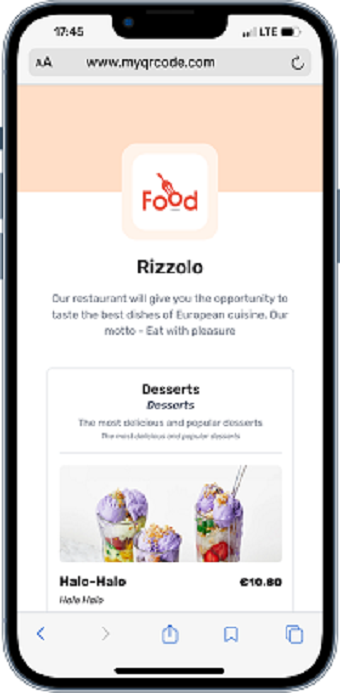 17:45 LTE
AA www.myqrcode.com
Food
Rizzolo
Our restaurant will give you the opportunity to
taste the best dishes of European cuisine. Our
motto - Eat with pleasure
Desserts
Desserts
The most delicious and popular desserts
The most delicious and popular desserts
Halo-Halo €10.80
Halo Halo